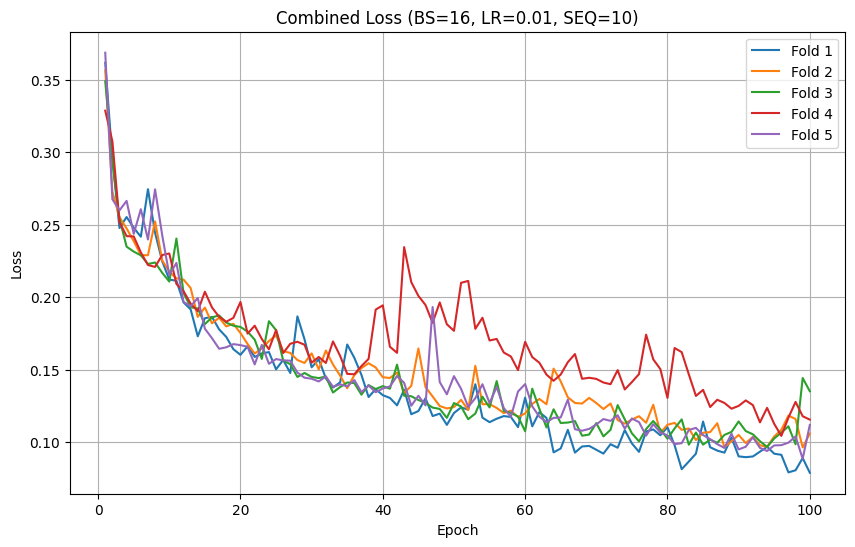 Combined Loss (BS=16, LR=0.01, SEQ=10)
Fold 1
Fold 2
Fold 3
Fold 4
Fold 5
Loss
0.35
0.30
0.25
0.20
0.15
0.10
0
20
40
60
80
100
Epoch